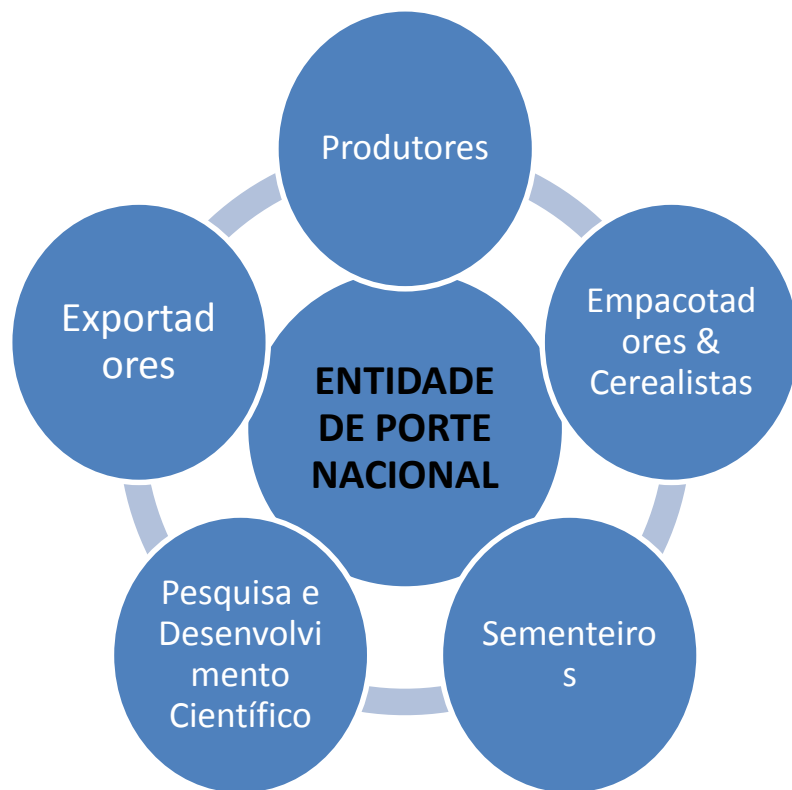 Produtores
Empacotad
ores &
Cerealistas
Sementeiro
s
Pesquisa e
Desenvolvi
mento
Científico
Exportad
ores
ENTIDADE
DE PORTE
NACIONAL